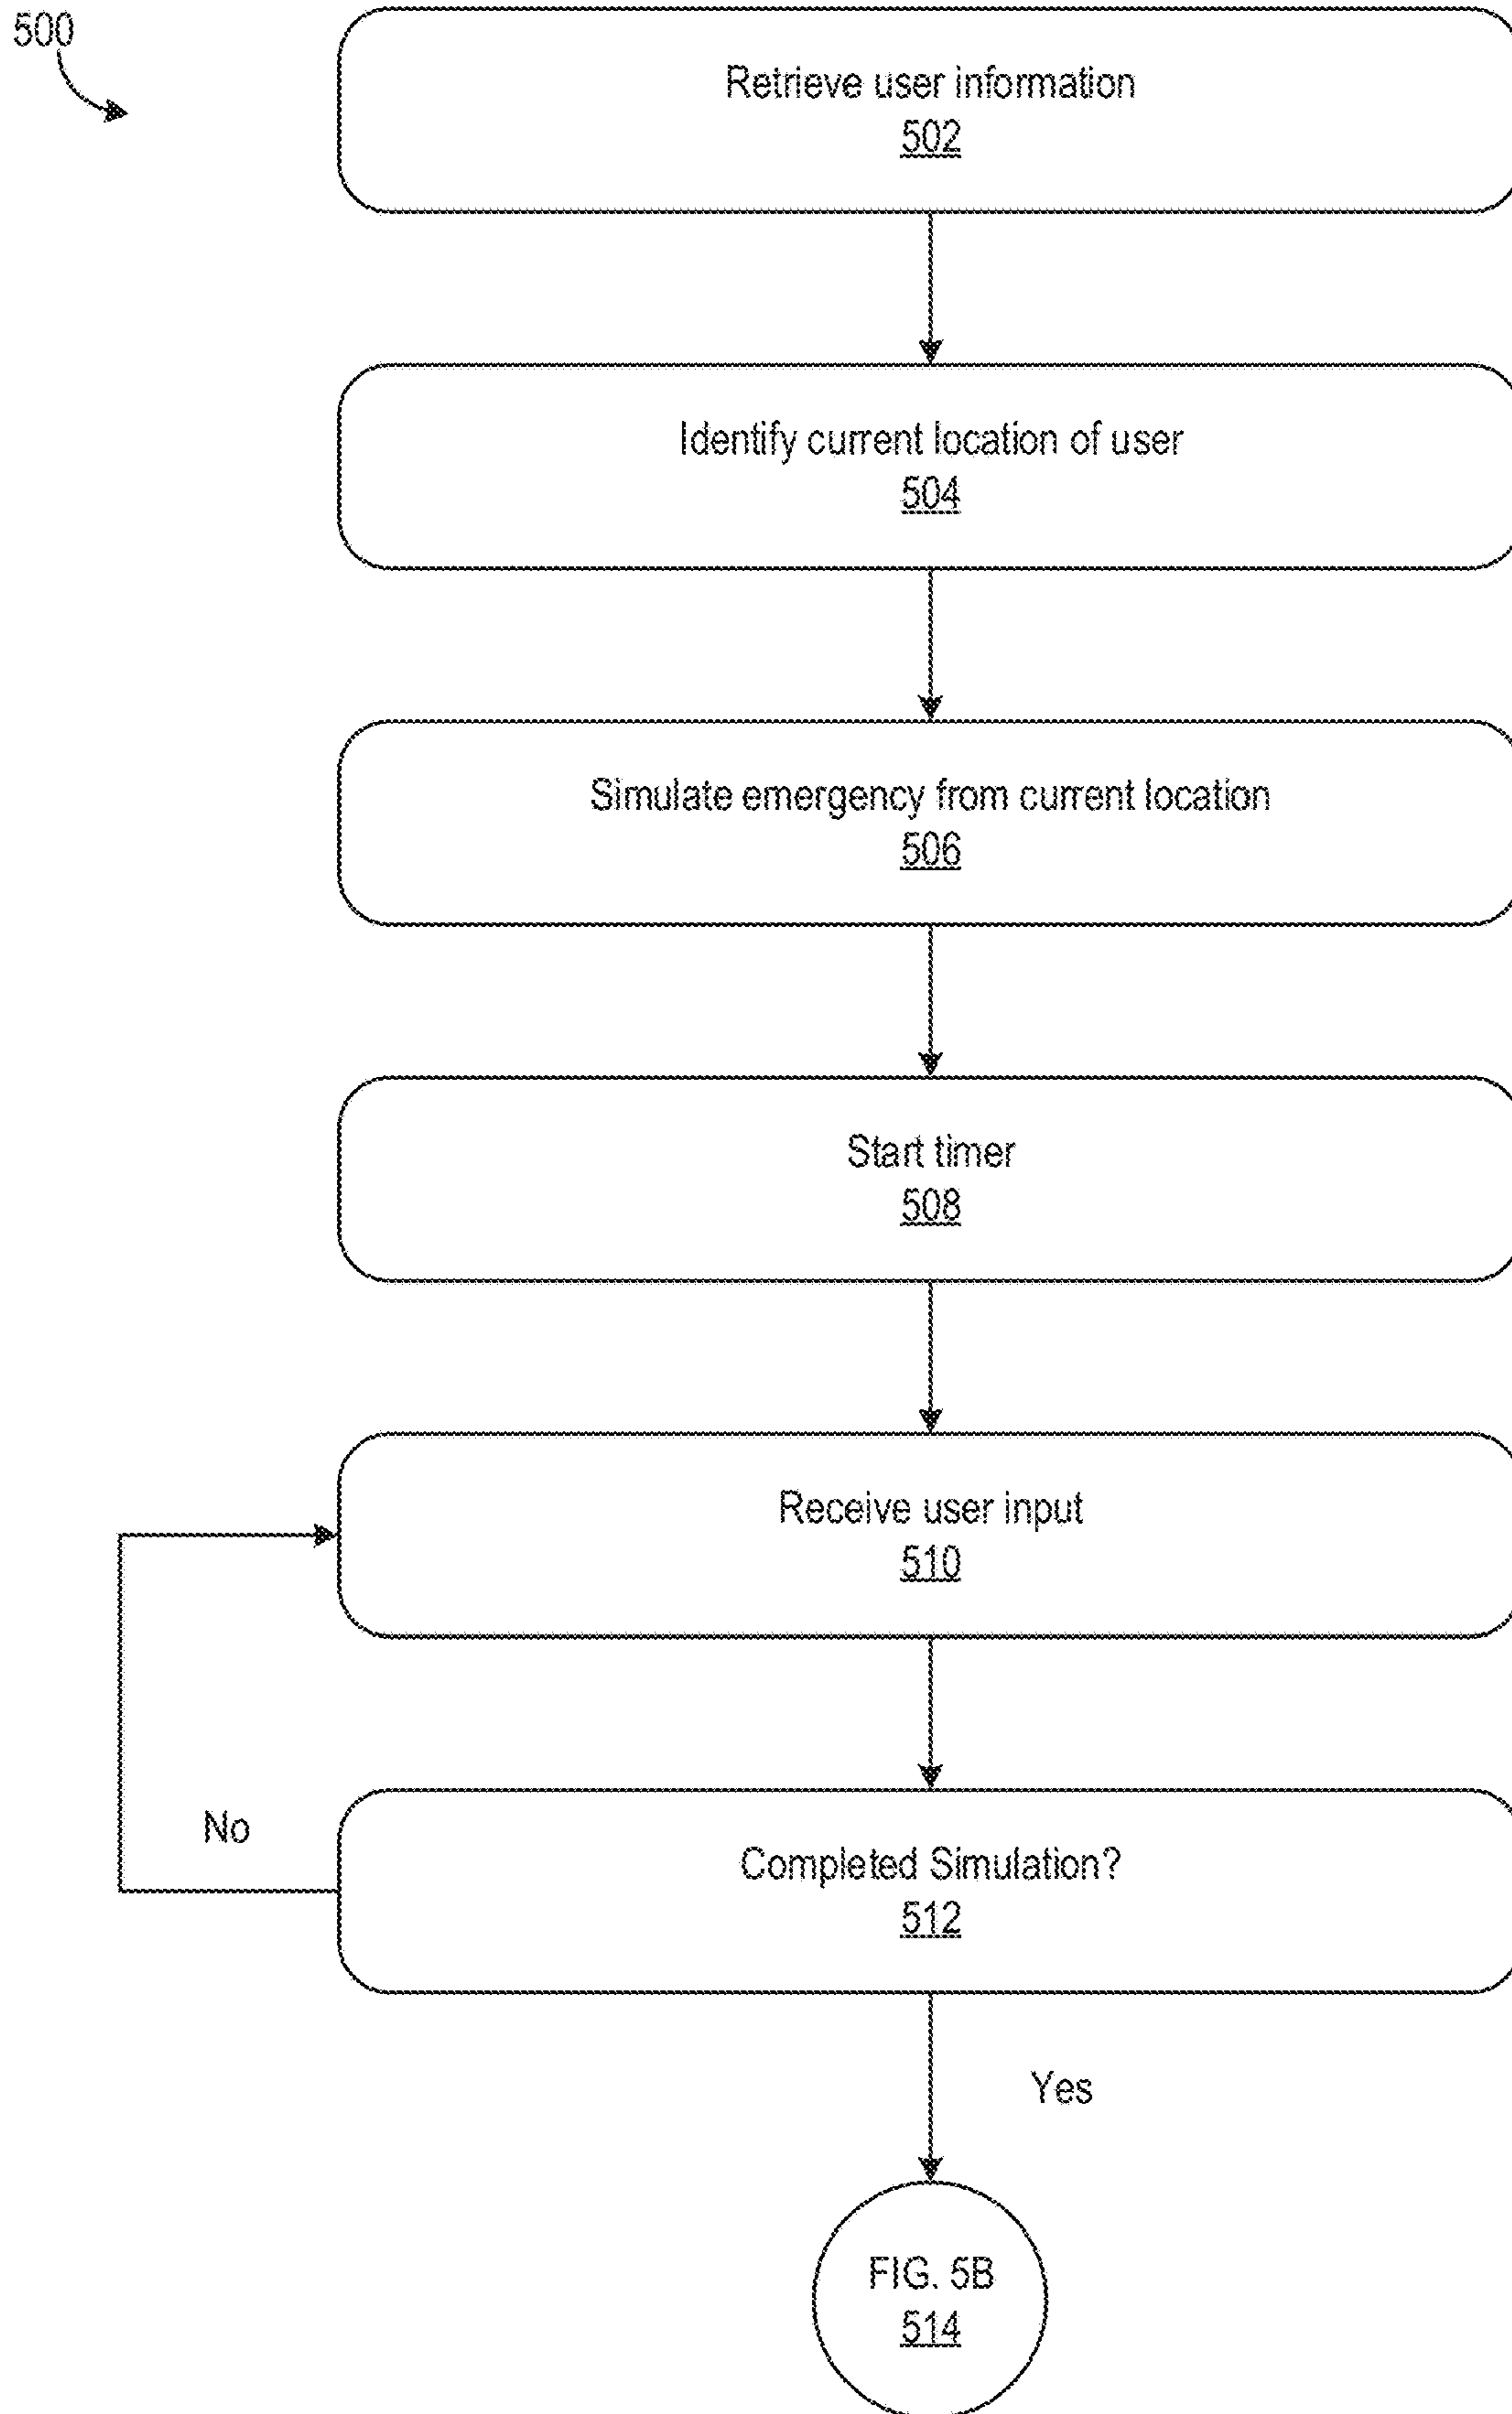 500
Retrieve user information
502
Identify current location of user
504
Simulate emergency from current location
506
Start timer
508
Receive user input
510
No
Completed Simulation?
512
Yes
FIG. 5B
514